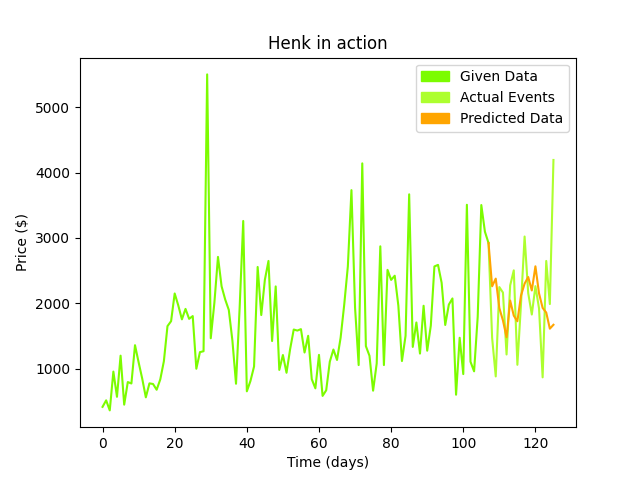 Henk in action
Given Data
Actual Events
Predicted Data
Price ($)
5000
4000
3000
2000
1000
0 20 40 60 80 100 120
Time (days)